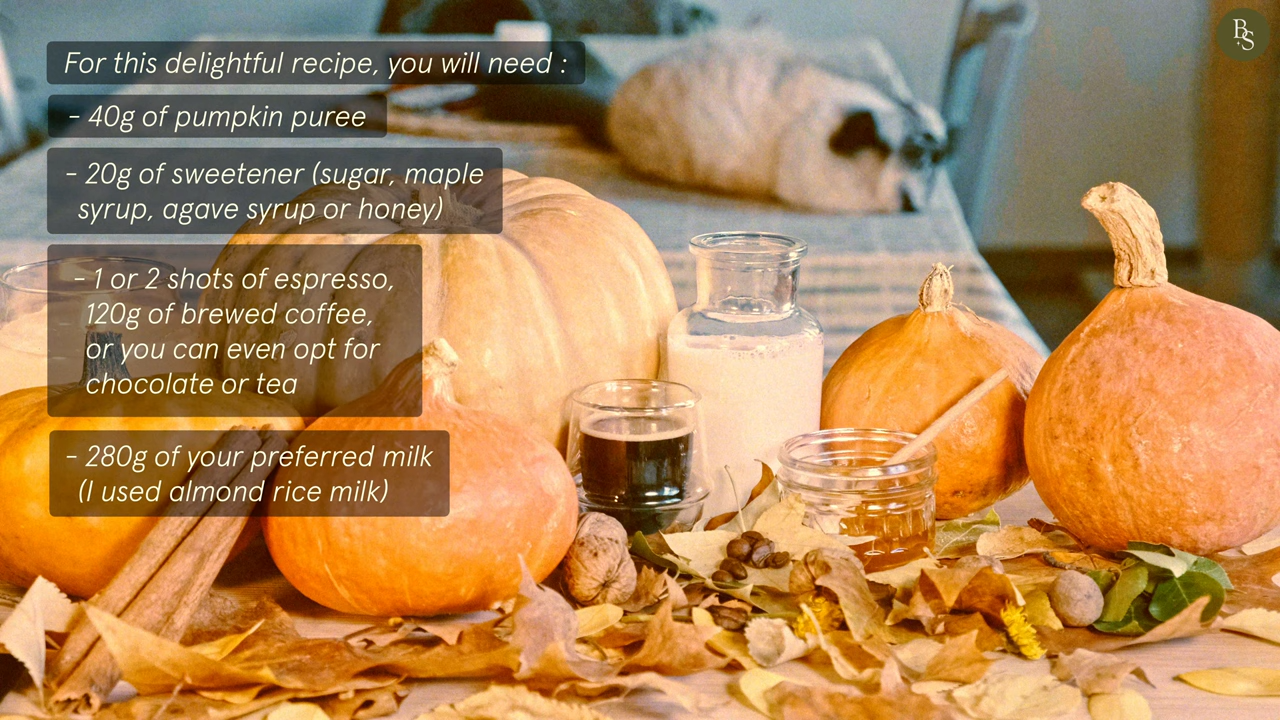 For this delightful recipe, you will need :
- 40g of pumpkin puree
- 20g of sweetener (sugar, maple
syrup, agave syrup or honey)
- 1 or 2 shots of espresso,
120g of brewed coffee,
or you can even opt for
chocolate or tea
- 280g of your preferred milk
(I used almond rice milk)
BS